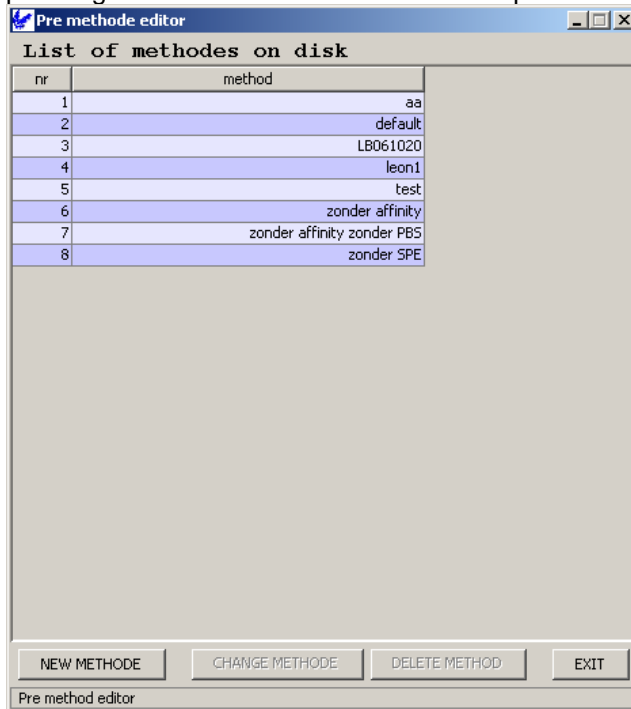 Pre methode editor
List of methodes on disk
nr method
1 aa
2 default
3 LB061020
4 leon1
5 test
6 zonder affinity
7 zonder affinity zonder PBS
8 zonder SPE
NEW METHODE CHANGE METHODE DELETE METHOD EXIT
Pre method editor